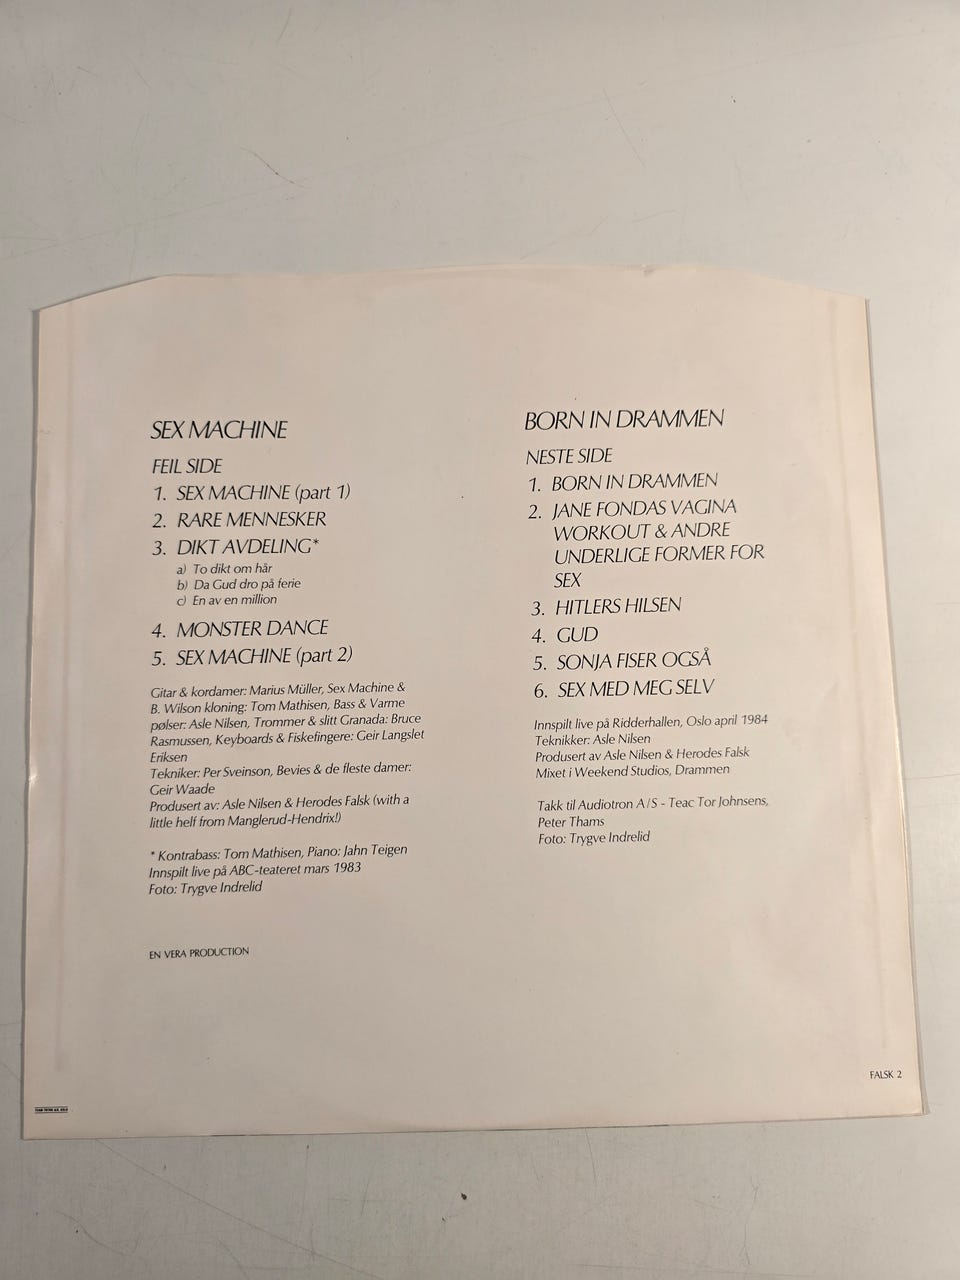 SEX MACHINE
FEIL SIDE
1. SEX MACHINE (part 1)
2. RARE MENNESKER
3. DIKT AVDELING*
a) To dikt om hår
b) Da Gud dro på ferie
c) En av en million
4. MONSTER DANCE
5. SEX MACHINE (part 2)
Gitar & kordamer: Marius Müller, Sex Machine &
B. Wilson kloning: Tom Mathisen, Bass & Varme
pølser: Asle Nilsen, Trommer & slitt Granada: Bruce
Rasmussen, Keyboards & Fiskefingere: Geir Langslet
Eriksen
Tekniker: Per Sveinson, Bevies & de fleste damer:
Geir Waade
Produsert av: Asle Nilsen & Herodes Falsk (with a
little helf from Manglerud-Hendrix!)
* Kontrabass: Tom Mathisen, Piano: Jahn Teigen
Innspilt live på ABC-teateret mars 1983
Foto: Trygve Indrelid
EN VERA PRODUCTION
BORN IN DRAMMEN
NESTE SIDE
1. BORN IN DRAMMEN
2. JANE FONDAS VAGINA
WORKOUT & ANDRE
UNDERLIGE FORMER FOR
SEX
3. HITLERS HILSEN
4. GUD
5. SONJA FISER OGSÅ
6. SEX MED MEG SELV
Innspilt live på Ridderhallen, Oslo april 1984
Teknikker: Asle Nilsen
Produsert av Asle Nilsen & Herodes Falsk
Mixet i Weekend Studios, Drammen
Takk til Audiotron A/S - Teac Tor Johnsens,
Peter Thams
Foto: Trygve Indrelid
FALSK 2